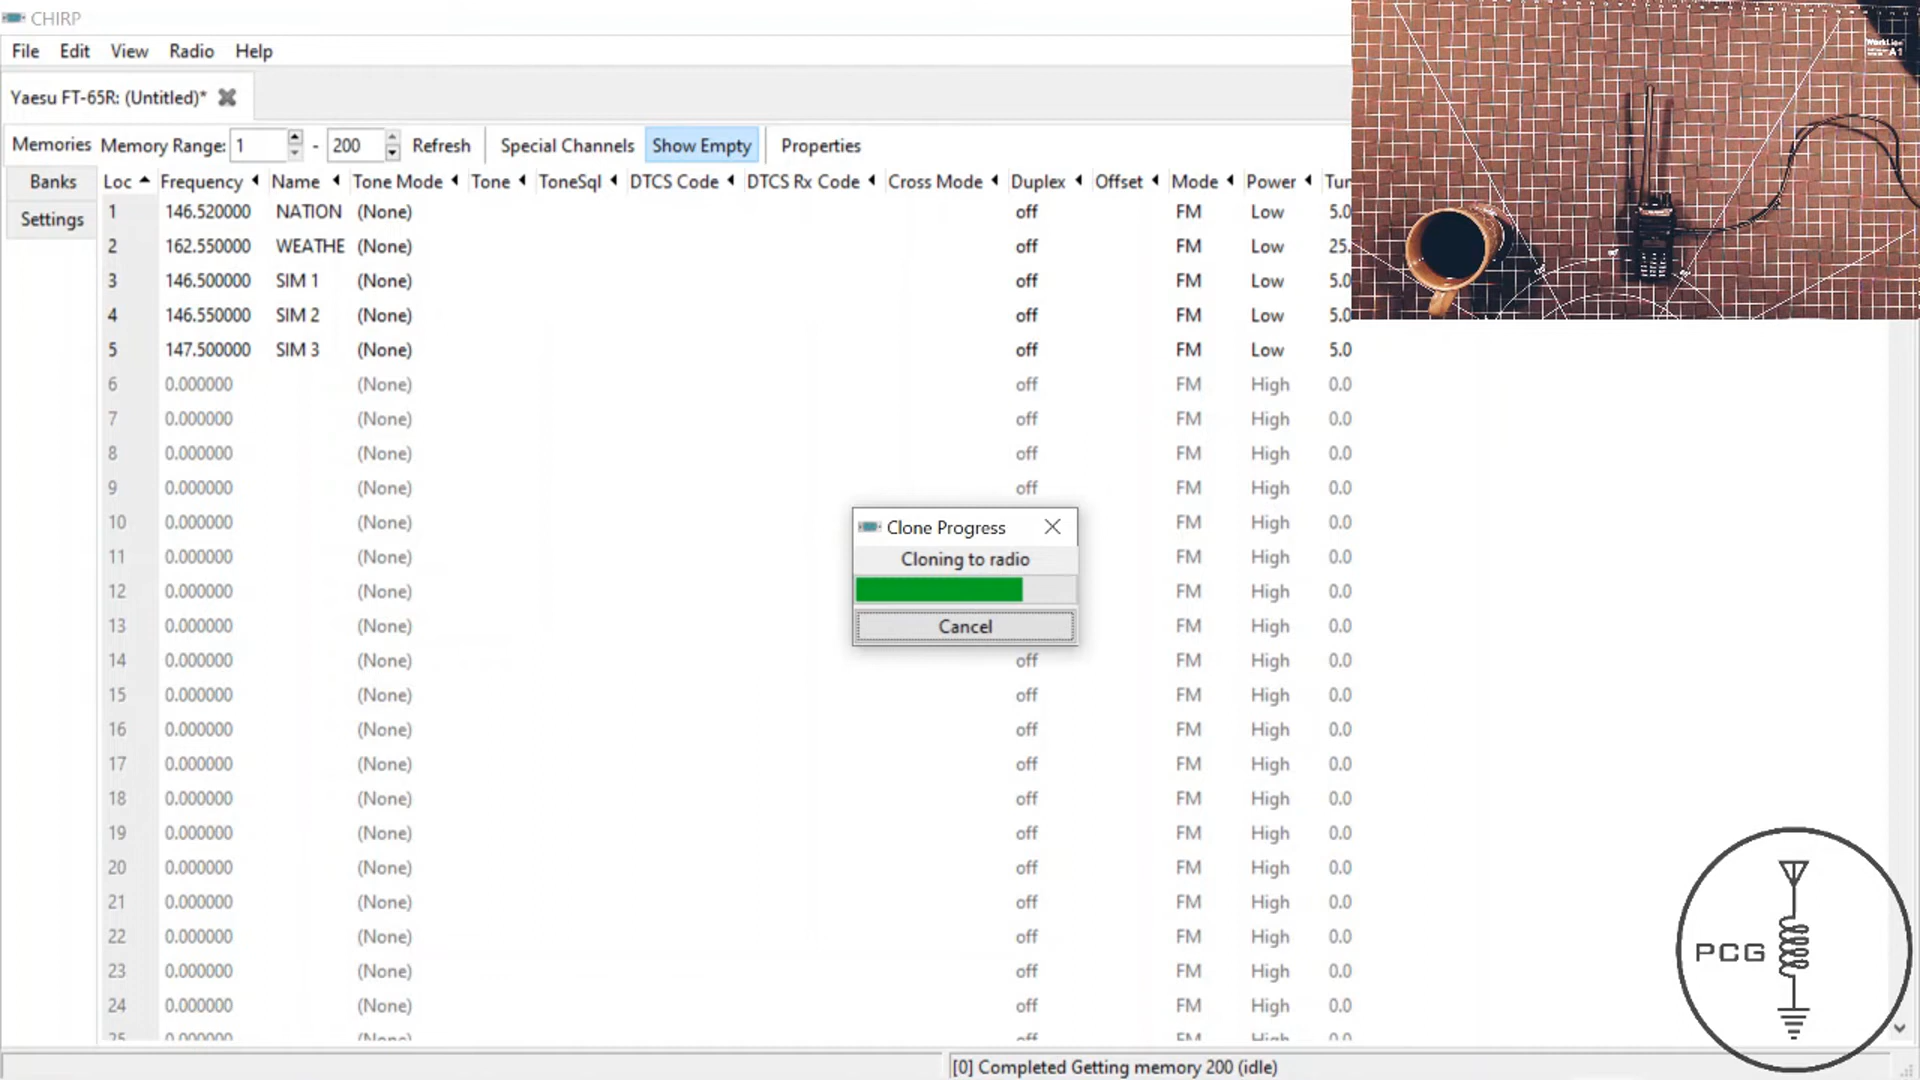 CHIRP
File Edit View Radio Help
Yaesu FT-65R: (Untitled)*
Memories Memory Range: 1 - 200 Refresh Special Channels Show Empty Properties
Banks
Settings
Loc Frequency Name Tone Mode Tone ToneSql DTCS Code DTCS Rx Code Cross Mode Duplex Offset Mode Power Tun
1 146.520000 NATION (None) off FM Low 5.0
2 162.550000 WEATHE (None) off FM Low 25.
3 146.500000 SIM 1 (None) off FM Low 5.0
4 146.550000 SIM 2 (None) off FM Low 5.0
5 147.500000 SIM 3 (None) off FM Low 5.0
6 0.000000 (None) off FM High 0.0
7 0.000000 (None) off FM High 0.0
8 0.000000 (None) off FM High 0.0
9 0.000000 (None) off FM High 0.0
10 0.000000 (None) FM High 0.0
11 0.000000 (None) FM High 0.0
12 0.000000 (None) FM High 0.0
13 0.000000 (None) FM High 0.0
14 0.000000 (None) off FM High 0.0
15 0.000000 (None) off FM High 0.0
16 0.000000 (None) off FM High 0.0
17 0.000000 (None) off FM High 0.0
18 0.000000 (None) off FM High 0.0
19 0.000000 (None) off FM High 0.0
20 0.000000 (None) off FM High 0.0
21 0.000000 (None) off FM High 0.0
22 0.000000 (None) off FM High 0.0
23 0.000000 (None) off FM High 0.0
24 0.000000 (None) off FM High 0.0
25 0.000000 (None) off FM High 0.0
Clone Progress
Cloning to radio
Cancel
PCG
[0] Completed Getting memory 200 (idle)